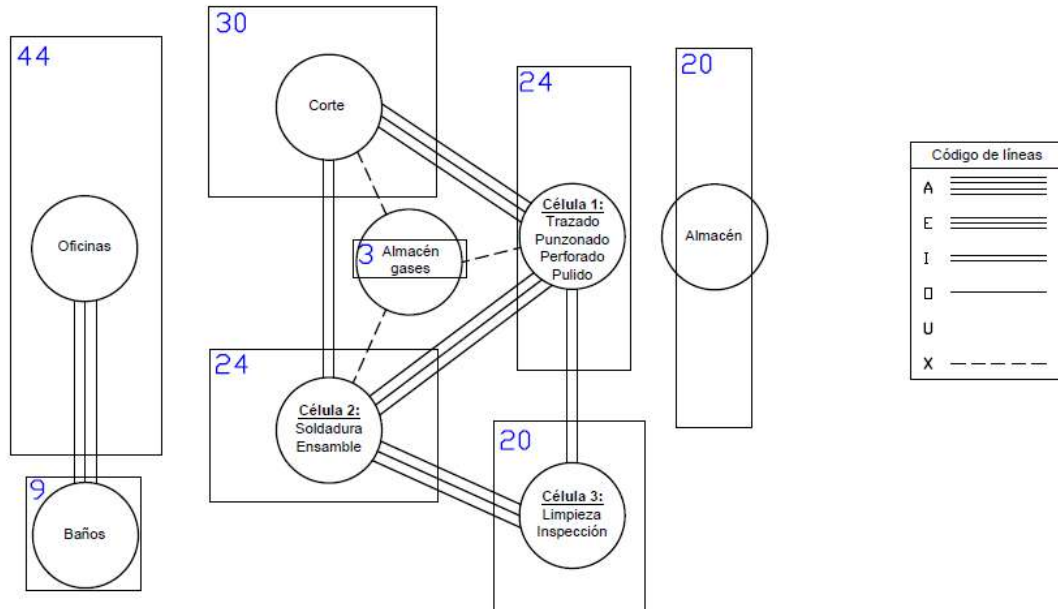 44
Oficinas
9
Baños
30
Corte
3
Almacén
gases
24
Célula 1:
Trazado
Punzonado
Perforado
Pulido
24
Célula 2:
Soldadura
Ensamble
20
Célula 3:
Limpieza
Inspección
20
Almacén
Código de líneas
A
E
I
O
U
X